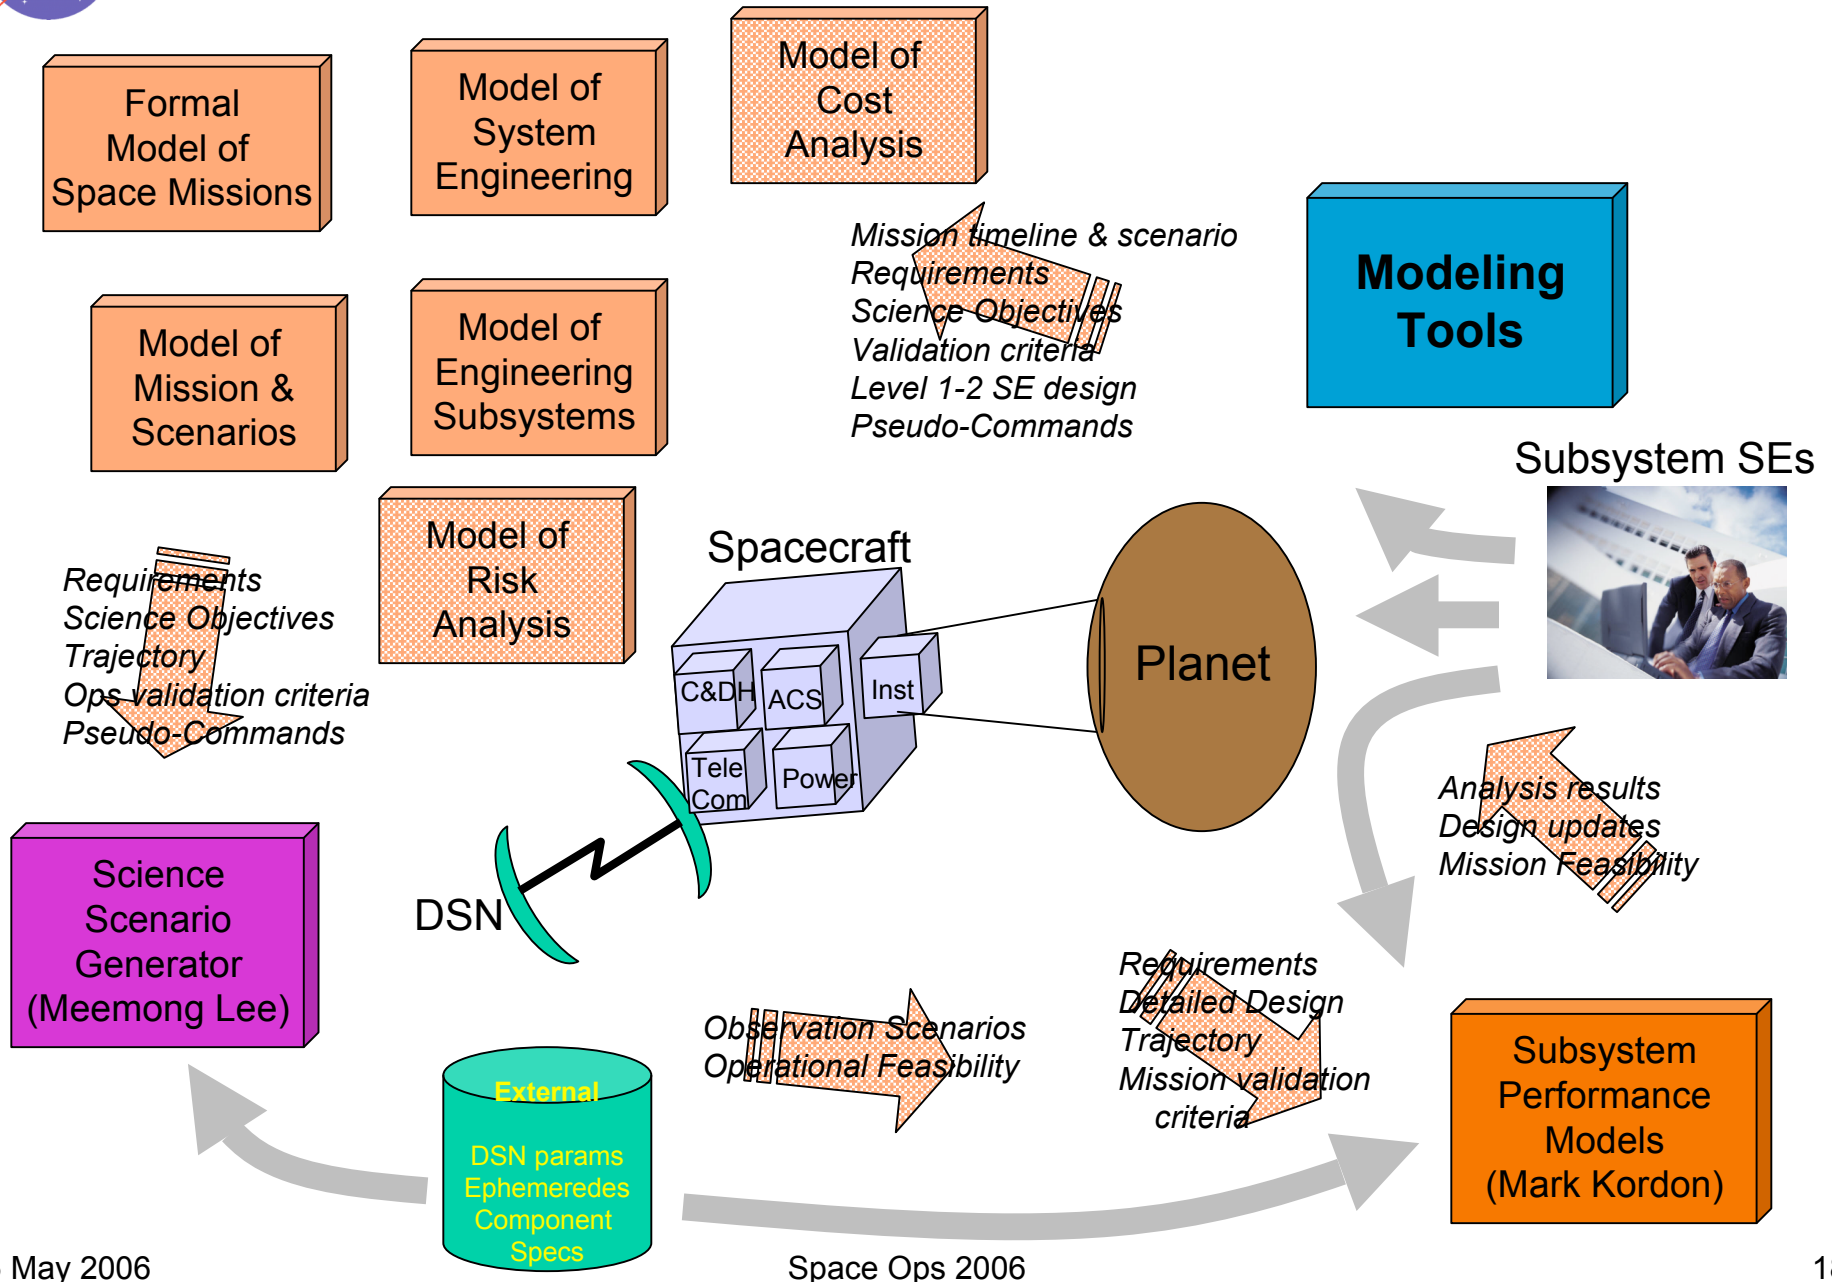 Formal
Model of
Space Missions
Model of
System
Engineering
Model of
Cost
Analysis
Mission timeline & scenario
Requirements
Science Objectives
Validation criteria
Level 1-2 SE design
Pseudo-Commands
Modeling
Tools
Model of
Mission &
Scenarios
Model of
Engineering
Subsystems
Subsystem SEs
Model of
Risk
Analysis
Requirements
Science Objectives
Trajectory
Ops validation criteria
Pseudo-Commands
Spacecraft
C&DH
ACS
Inst
Tele
Com
Power
Planet
Analysis results
Design updates
Mission Feasibility
Science
Scenario
Generator
(Meemong Lee)
DSN
Observation Scenarios
Operational Feasibility
Requirements
Detailed Design
Trajectory
Mission validation
criteria
Subsystem
Performance
Models
(Mark Kordon)
External
DSN params
Ephemeredes
Component
Specs
May 2006
Space Ops 2006